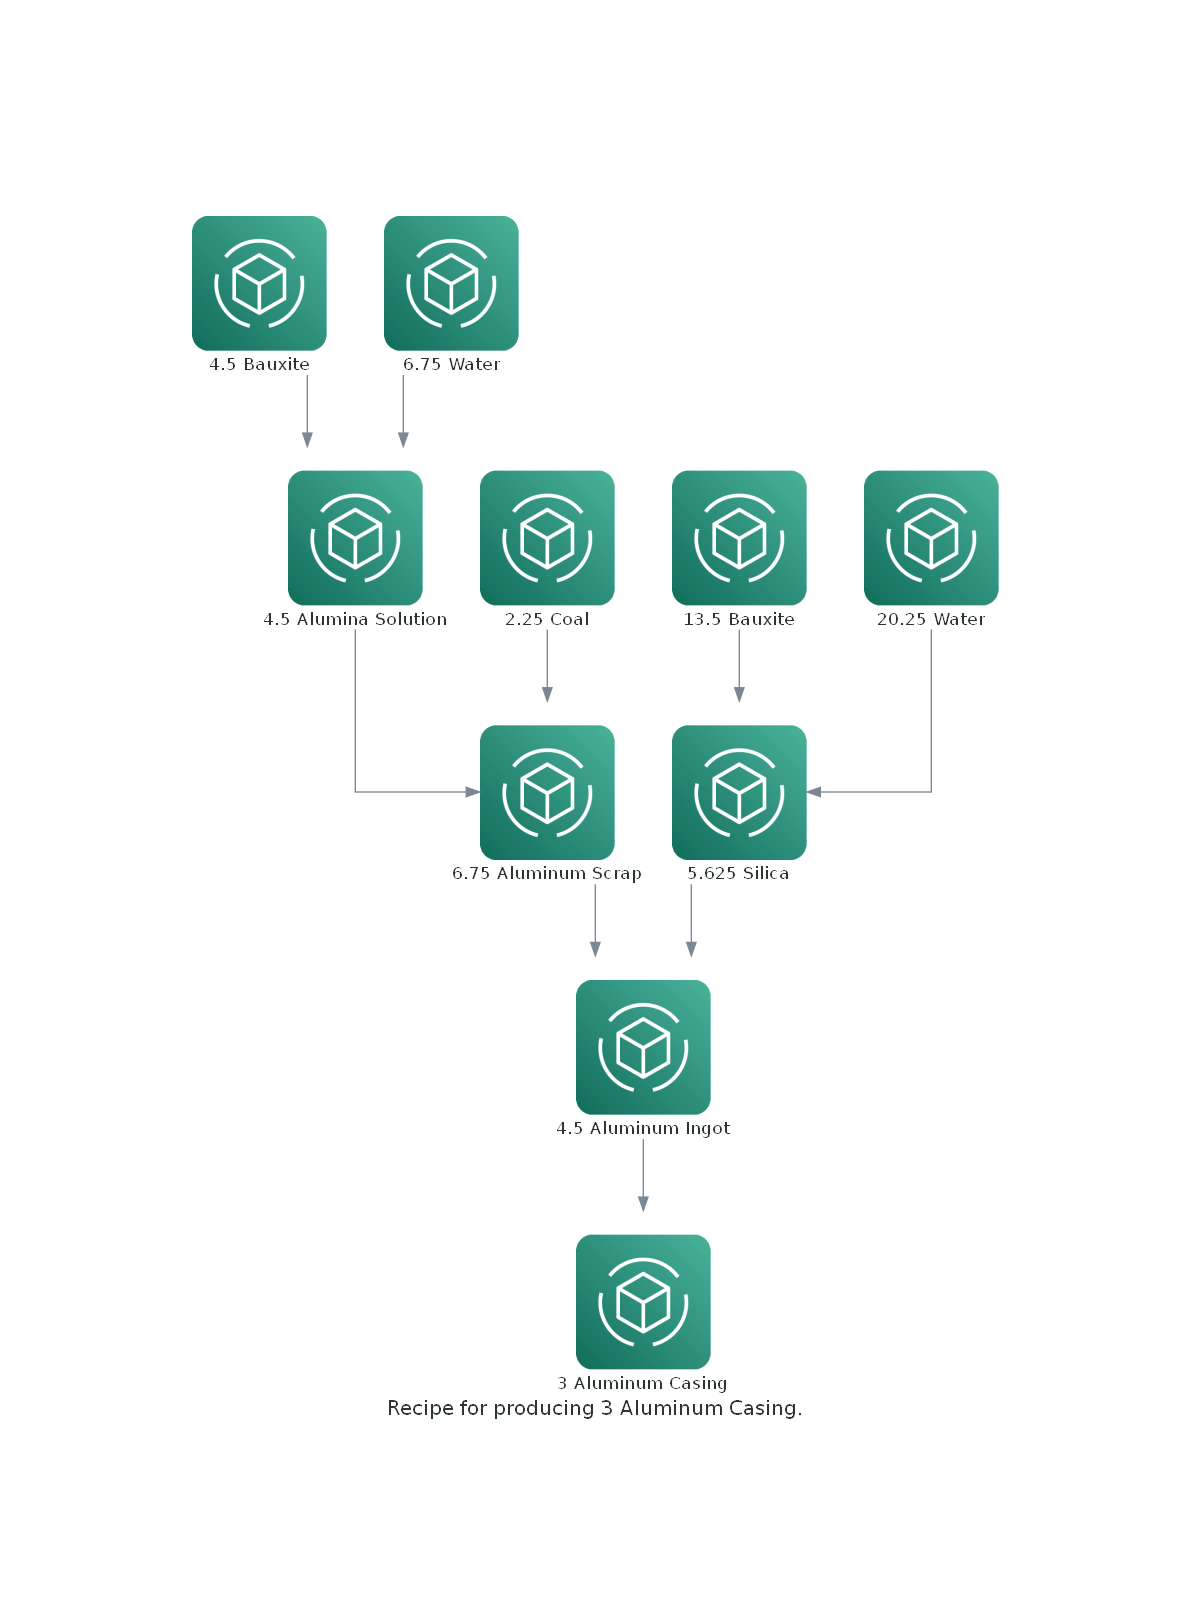 4.5 Bauxite
6.75 Water
4.5 Alumina Solution
2.25 Coal
13.5 Bauxite
20.25 Water
6.75 Aluminum Scrap
5.625 Silica
4.5 Aluminum Ingot
3 Aluminum Casing
Recipe for producing 3 Aluminum Casing.